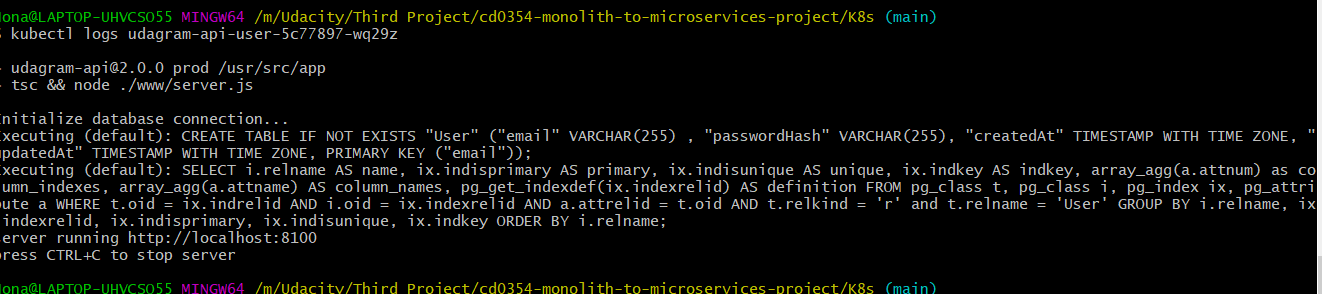 ona@LAPTOP-UHVCSO55 MINGW64 /m/Udacity/Third Project/cd0354-monolith-to-microservices-project/K8s (main)
$ kubectl logs udagram-api-user-5c77897-wq29z
> udagram-api@2.0.0 prod /usr/src/app
> tsc && node ./www/server.js
Initialize database connection...
Executing (default): CREATE TABLE IF NOT EXISTS "User" ("email" VARCHAR(255) , "passwordHash" VARCHAR(255), "createdAt" TIMESTAMP WITH TIME ZONE, "
updatedAt" TIMESTAMP WITH TIME ZONE, PRIMARY KEY ("email"));
Executing (default): SELECT i.relname AS name, ix.indisprimary AS primary, ix.indisunique AS unique, ix.indkey AS indkey, array_agg(a.attnum) as co
umn_indexes, array_agg(a.attname) AS column_names, pg_get_indexdef(ix.indexrelid) AS definition FROM pg_class t, pg_class i, pg_index ix, pg_attri
bute a WHERE t.oid = ix.indrelid AND i.oid = ix.indexrelid AND a.attrelid = t.oid AND t.relkind = 'r' and t.relname = 'User' GROUP BY i.relname, ix
.indexrelid, ix.indisprimary, ix.indisunique, ix.indkey ORDER BY i.relname;
server running http://localhost:8100
press CTRL+C to stop server
ona@LAPTOP-UHVCSO55 MINGW64 /m/Udacity/Third Project/cd0354-monolith-to-microservices-project/K8s (main)